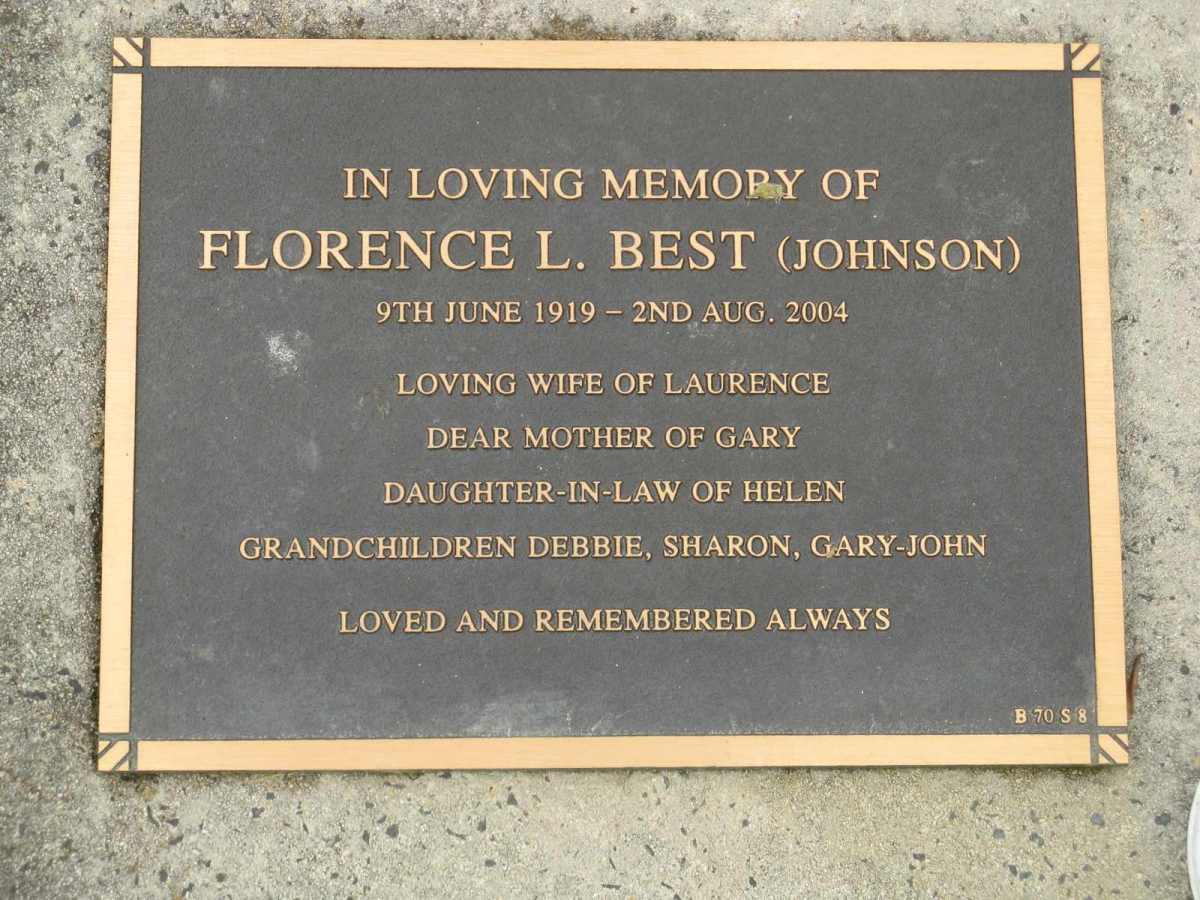 IN LOVING MEMORY OF
FLORENCE L. BEST (JOHNSON)
9TH JUNE 1919 – 2ND AUG. 2004
LOVING WIFE OF LAURENCE
DEAR MOTHER OF GARY
DAUGHTER-IN-LAW OF HELEN
GRANDCHILDREN DEBBIE, SHARON, GARY-JOHN
LOVED AND REMEMBERED ALWAYS
B 70 S 8